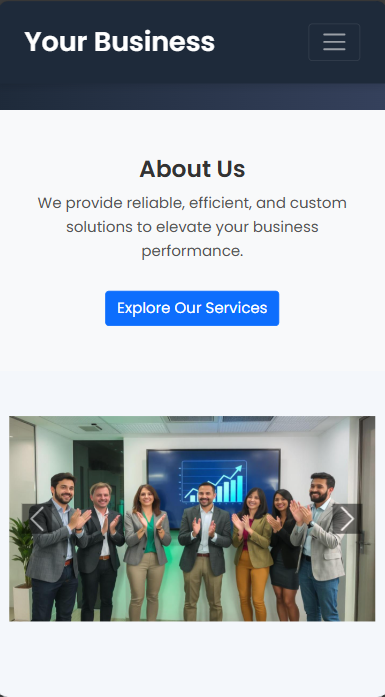 Your Business
About Us
We provide reliable, efficient, and custom
solutions to elevate your business
performance.
Explore Our Services